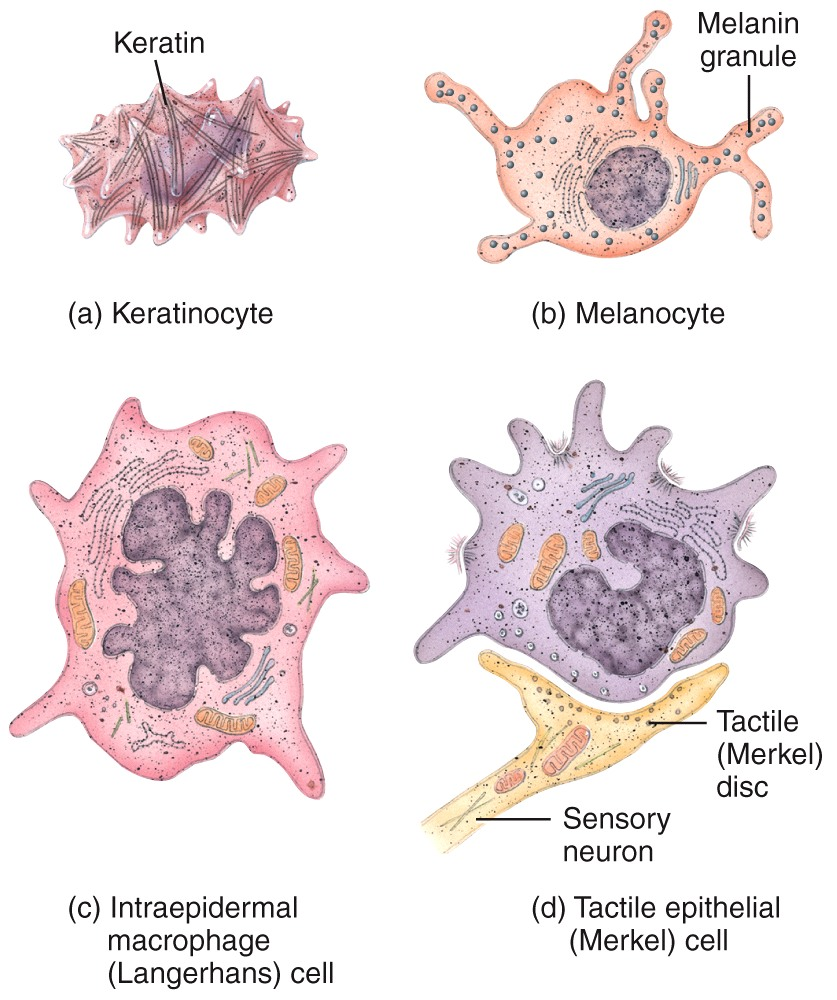 Keratin
Melanin
granule
(a) Keratinocyte
(b) Melanocyte
Tactile
(Merkel)
disc
Sensory
neuron
(c) Intraepidermal
macrophage
(Langerhans) cell
(d) Tactile epithelial
(Merkel) cell